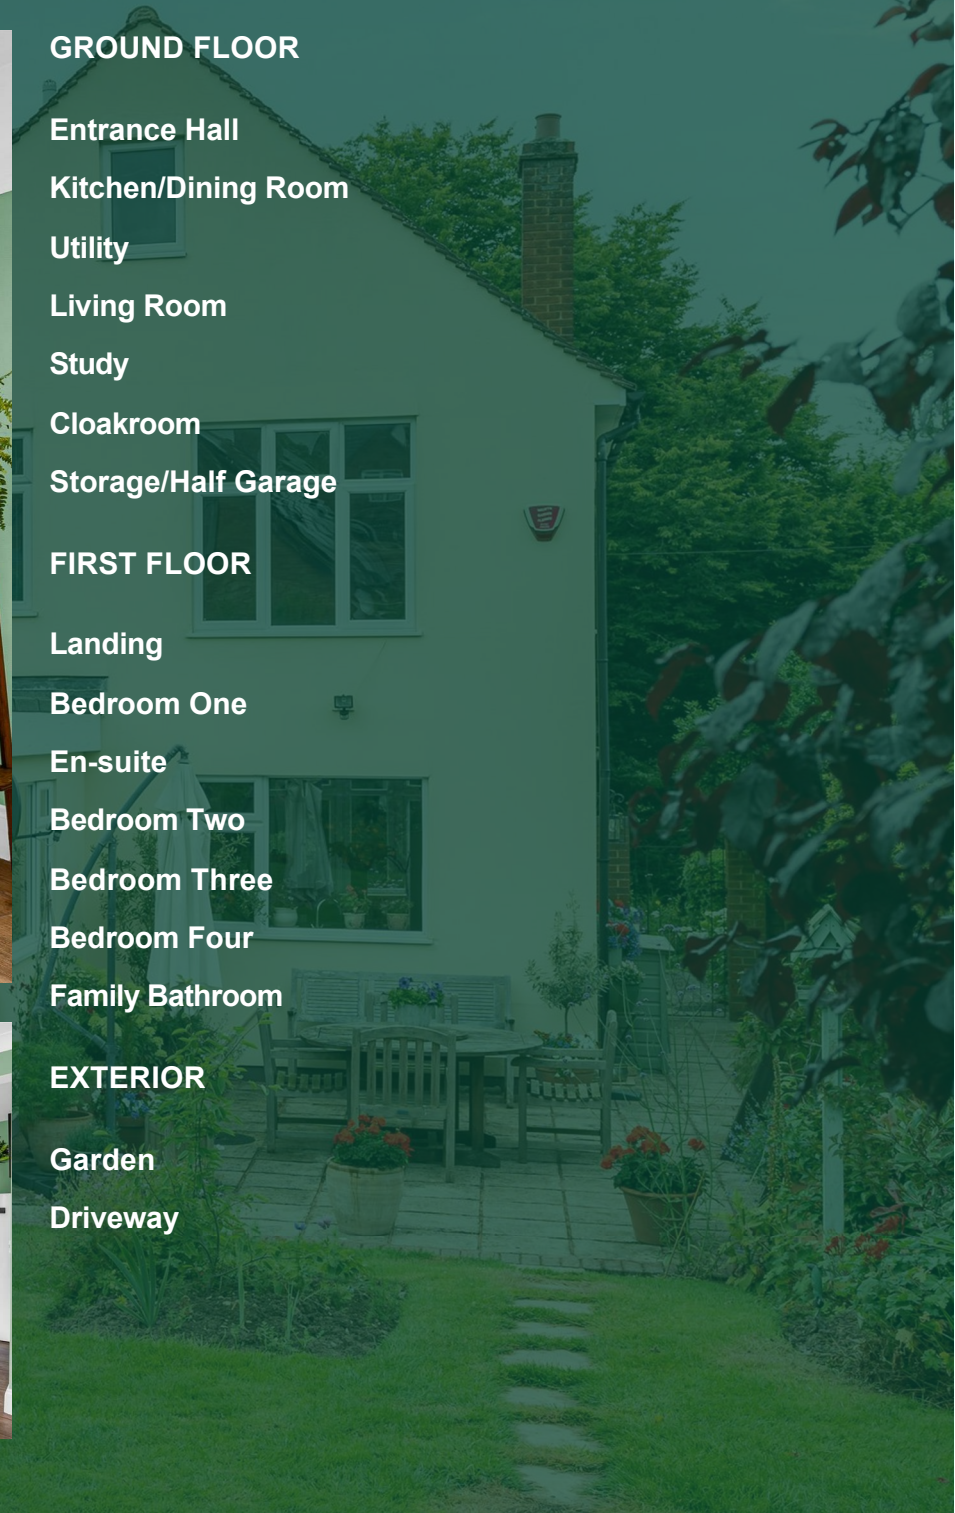 GROUND FLOOR
Entrance Hall
Kitchen/Dining Room
Utility
Living Room
Study
Cloakroom
Storage/Half Garage
FIRST FLOOR
Landing
Bedroom One
En-suite
Bedroom Two
Bedroom Three
Bedroom Four
Family Bathroom
EXTERIOR
Garden
Driveway